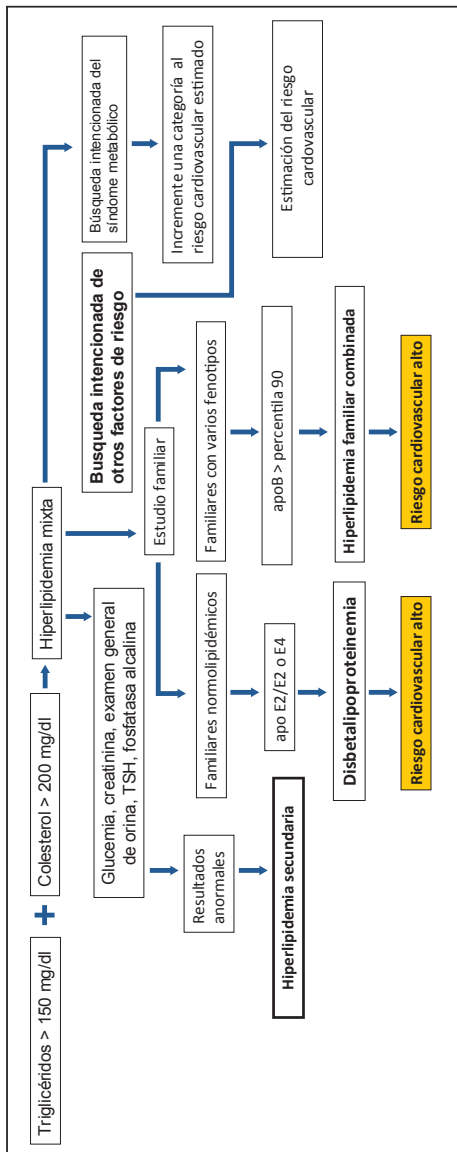 Triglicéridos > 150 mg/dl
+
Colesterol > 200 mg/dl
Hiperlipidemia mixta
Glucemia, creatinina, examen general
de orina, TSH, fosfatasa alcalina
Resultados
anormales
Hiperlipidemia secundaria
Estudio familiar
Familiares normolipidémicos
apo E2/E2 o E4
Disbetalipoproteinemia
Riesgo cardiovascular alto
Familiares con varios fenotipos
apoB > percentila 90
Hiperlipidemia familiar combinada
Riesgo cardiovascular alto
Busqueda intencionada de
otros factores de riesgo
Estimación del riesgo
cardovascular
Búsqueda intencionada del
síndome metabólico
Incremente una categoría al
riesgo cardiovascular estimado